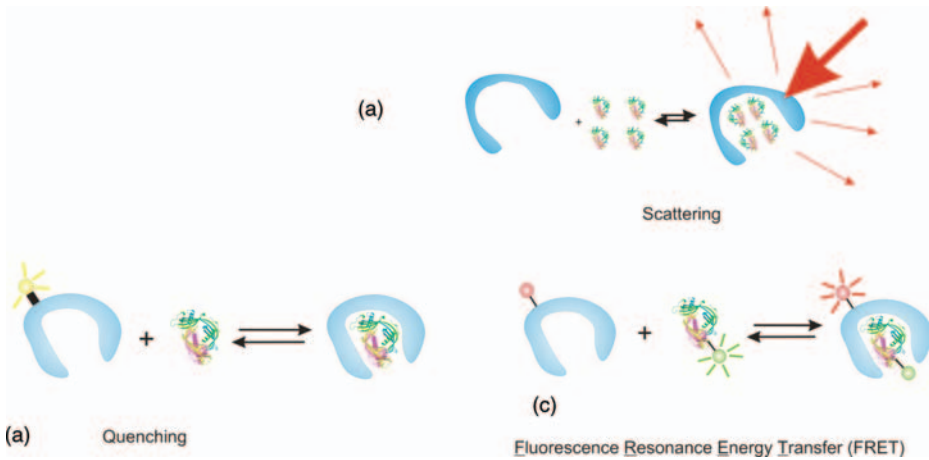 (a)
+
Scattering
+
+
(a)
Quenching
(c)
Fluorescence Resonance Energy Transfer (FRET)